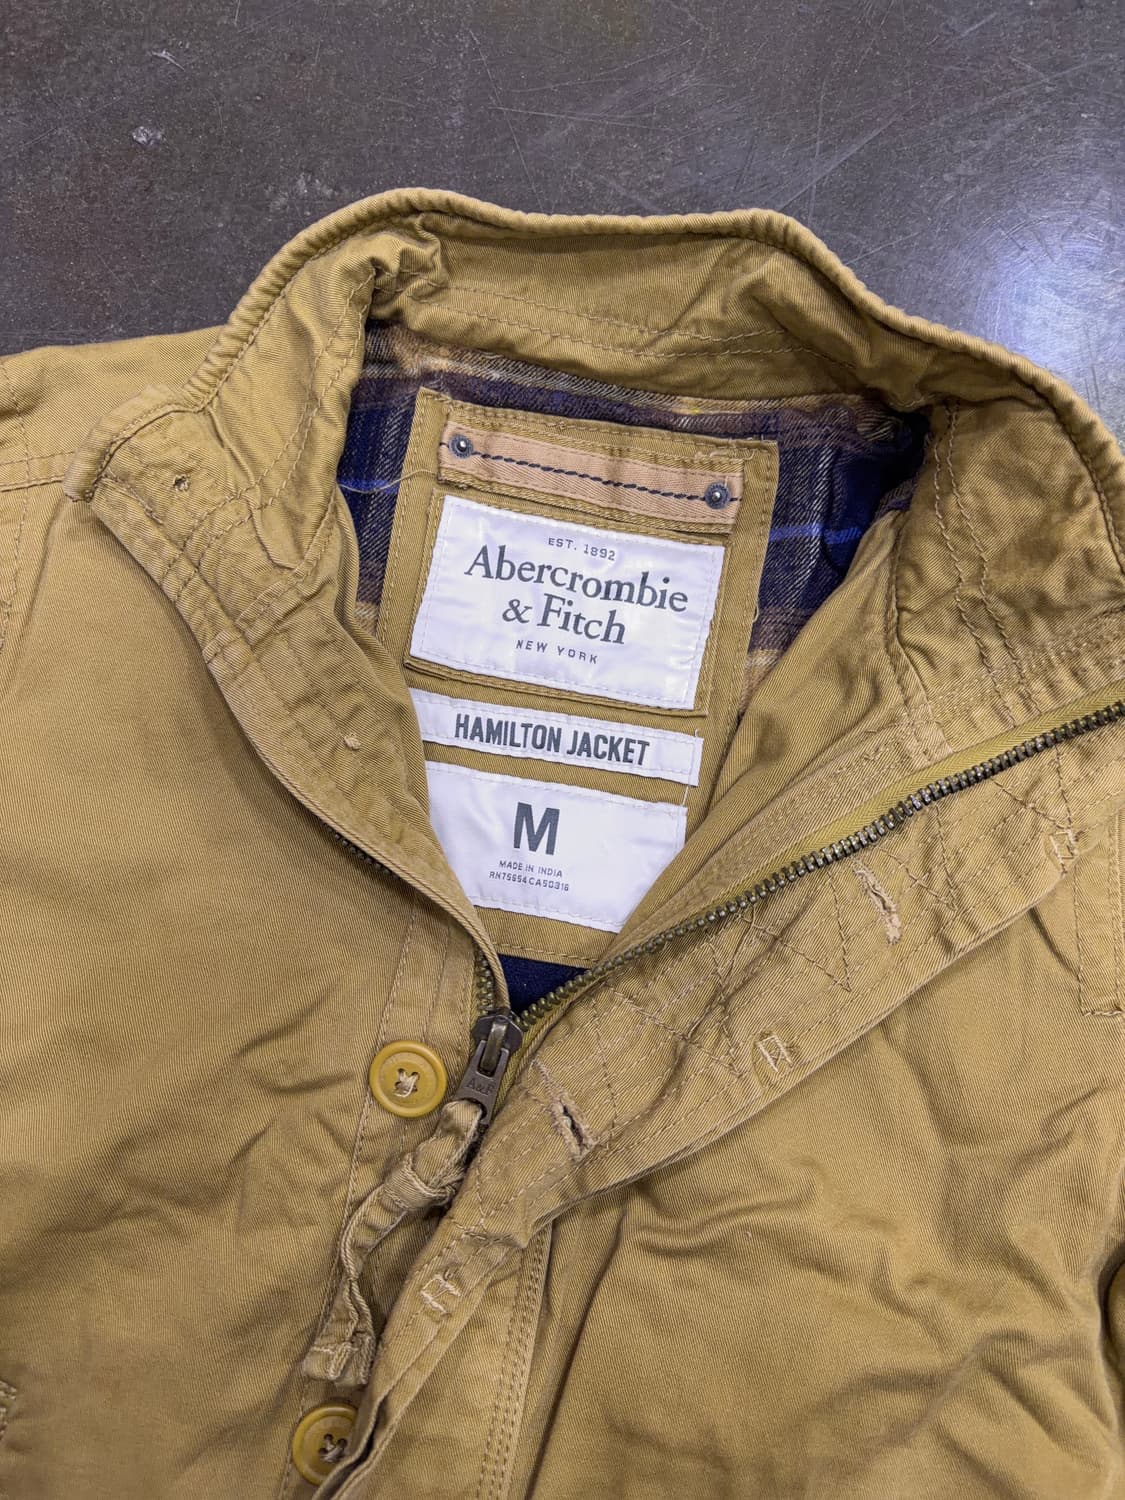 EST. 1892
Abercrombie
& Fitch
NEW YORK
HAMILTON JACKET
M
MADE IN INDIA
RN75654 CA50316
A&F